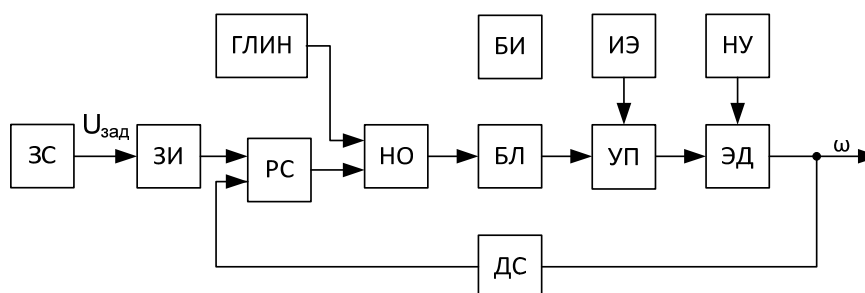 ГЛИН
БИ
ИЭ
НУ
ЗС
Uзад
ЗИ
РС
НО
БЛ
УП
ЭД
ω
ДС